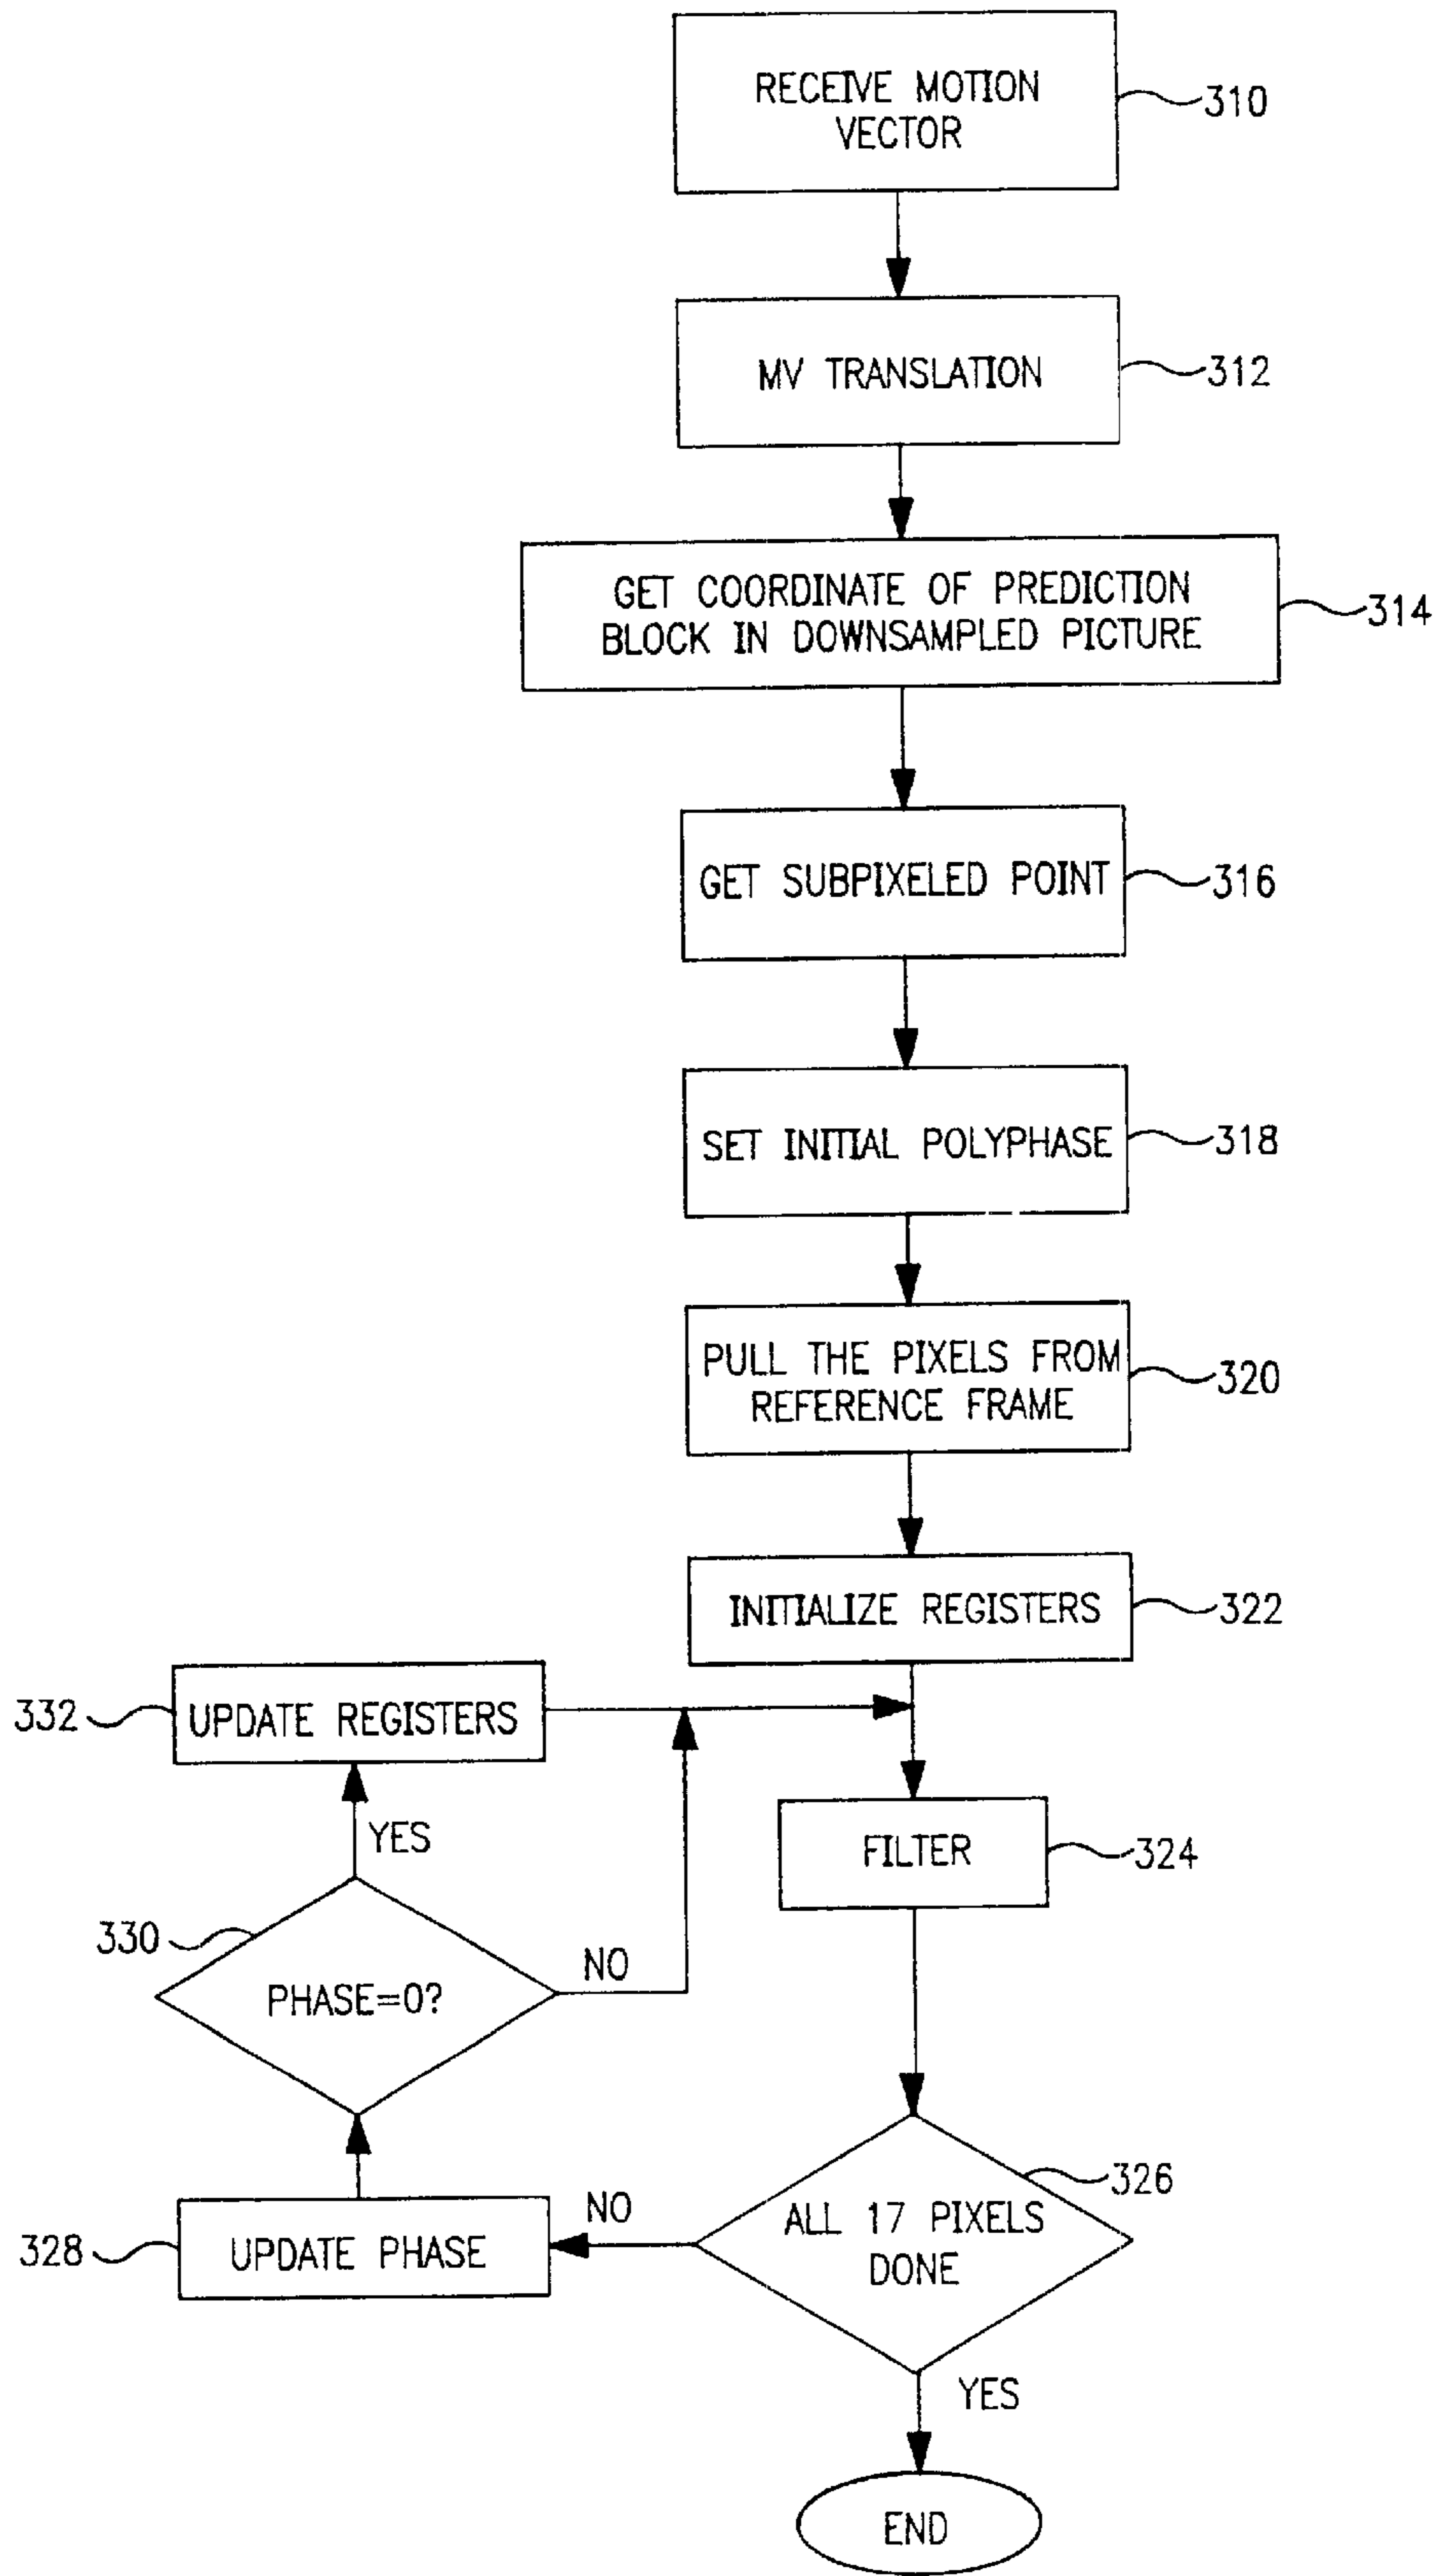 RECEIVE MOTION
VECTOR
310
MV TRANSLATION
312
GET COORDINATE OF PREDICTION
BLOCK IN DOWNSAMPLED PICTURE
314
GET SUBPIXELED POINT
316
SET INITIAL POLYPHASE
318
PULL THE PIXELS FROM
REFERENCE FRAME
320
INITIALIZE REGISTERS
322
332
UPDATE REGISTERS
YES
FILTER
324
330
PHASE=0?
NO
326
ALL 17 PIXELS
DONE
NO
328
UPDATE PHASE
YES
END